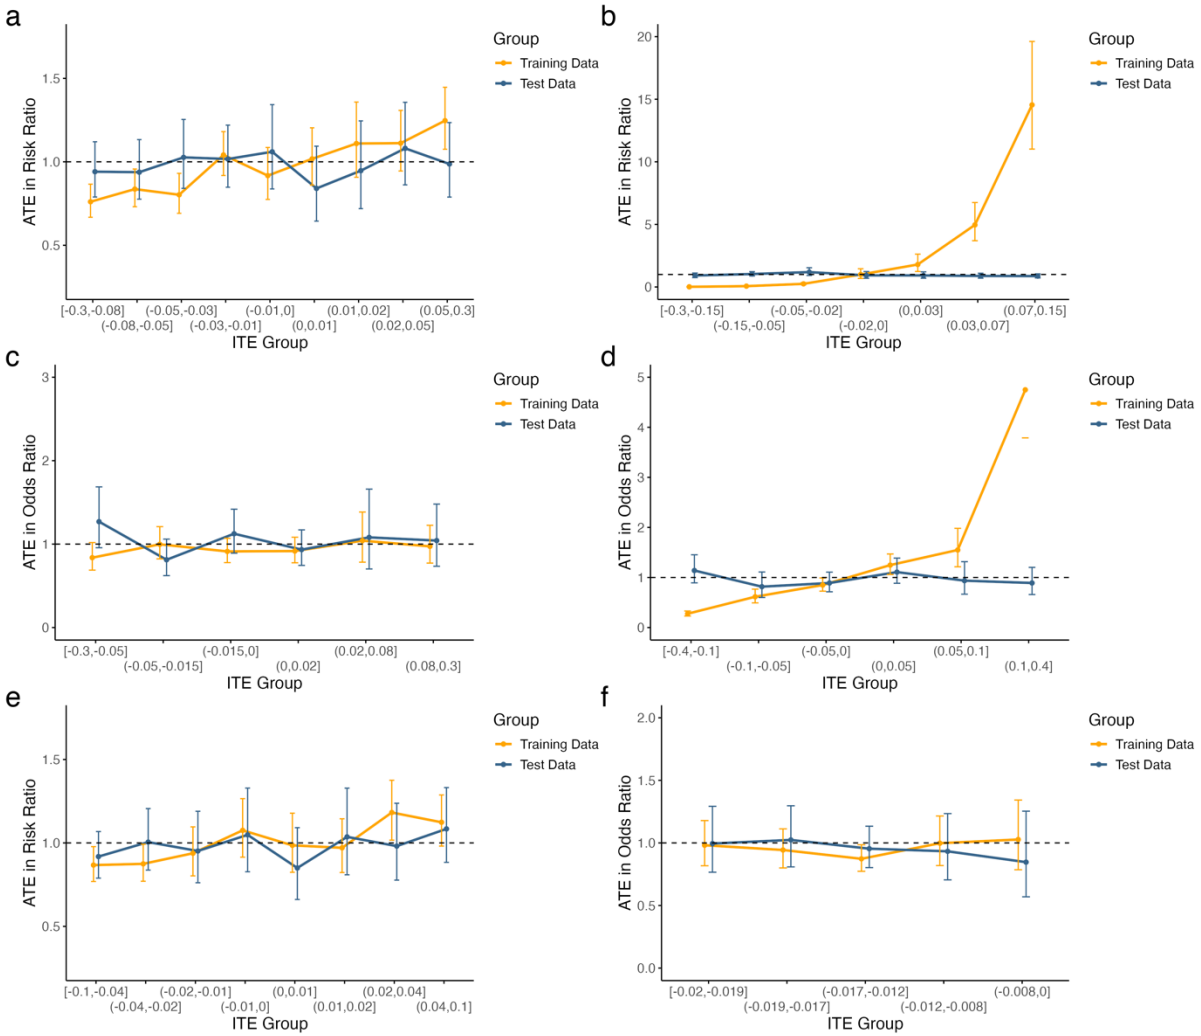 a
ATE in Risk Ratio
1.5
1.0
0.5
[-0.3,-0.08]
(-0.05,-0.03]
(-0.01,0]
(0.01,0.02]
(0.05,0.3]
(-0.08,-0.05]
(-0.03,-0.01]
(0,0.01]
(0.02,0.05]
ITE Group
Group
Training Data
Test Data
b
ATE in Risk Ratio
20
15
10
5
0
[-0.3,-0.15]
(-0.05,-0.02]
(0,0.03]
(0.07,0.15]
(-0.15,-0.05]
(-0.02,0]
(0.03,0.07]
ITE Group
Group
Training Data
Test Data
c
ATE in Odds Ratio
3
2
1
0
[-0.3,-0.05]
(-0.015,0]
(0.02,0.08]
(-0.05,-0.015]
(0,0.02]
(0.08,0.3]
ITE Group
Group
Training Data
Test Data
d
ATE in Odds Ratio
5
4
3
2
1
0
[-0.4,-0.1]
(-0.05,0]
(0.05,0.1]
(-0.1,-0.05]
(0,0.05]
(0.1,0.4]
ITE Group
Group
Training Data
Test Data
e
ATE in Risk Ratio
1.5
1.0
0.5
[-0.1,-0.04]
(-0.02,-0.01]
(0,0.01]
(0.02,0.04]
(-0.04,-0.02]
(-0.01,0]
(0.01,0.02]
(0.04,0.1]
ITE Group
Group
Training Data
Test Data
f
ATE in Odds Ratio
2.0
1.5
1.0
0.5
0.0
[-0.02,-0.019]
(-0.017,-0.012]
(-0.008,0]
(-0.019,-0.017]
(-0.012,-0.008]
ITE Group
Group
Training Data
Test Data